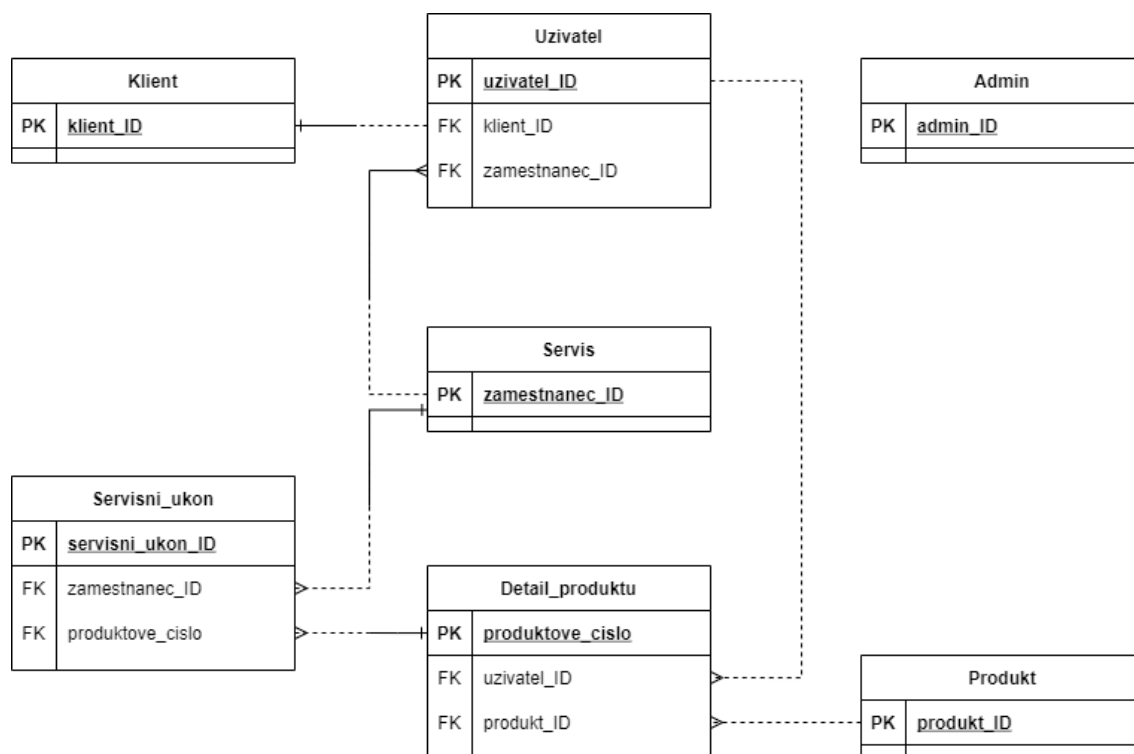 Klient
PK klient_ID
Uzivatel
PK uzivatel_ID
FK klient_ID
FK zamestnanec_ID
Admin
PK admin_ID
Servis
PK zamestnanec_ID
Servisni_ukon
PK servisni_ukon_ID
FK zamestnanec_ID
FK produktove_cislo
Detail_produktu
PK produktove_cislo
FK uzivatel_ID
FK produkt_ID
Produkt
PK produkt_ID